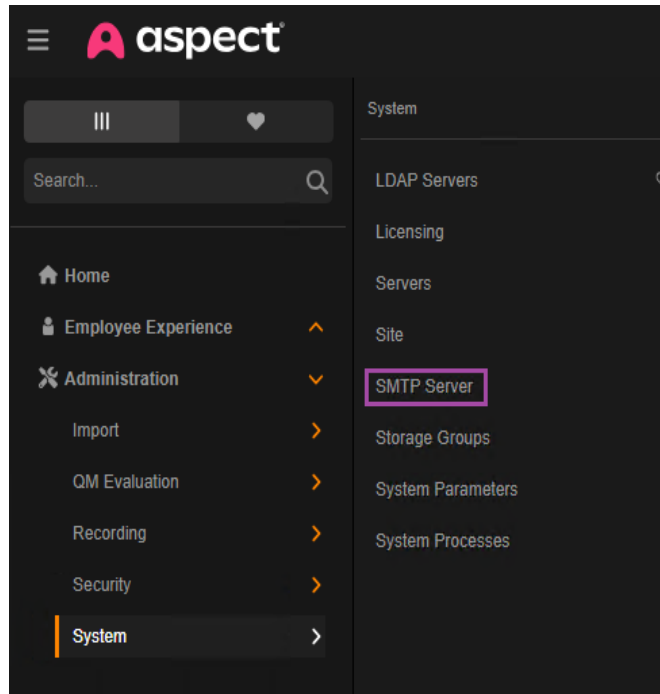 aspect
System
Search...
LDAP Servers
Licensing
Home
Servers
Employee Experience
Site
Administration
SMTP Server
Import
Storage Groups
QM Evaluation
System Parameters
Recording
System Processes
Security
System